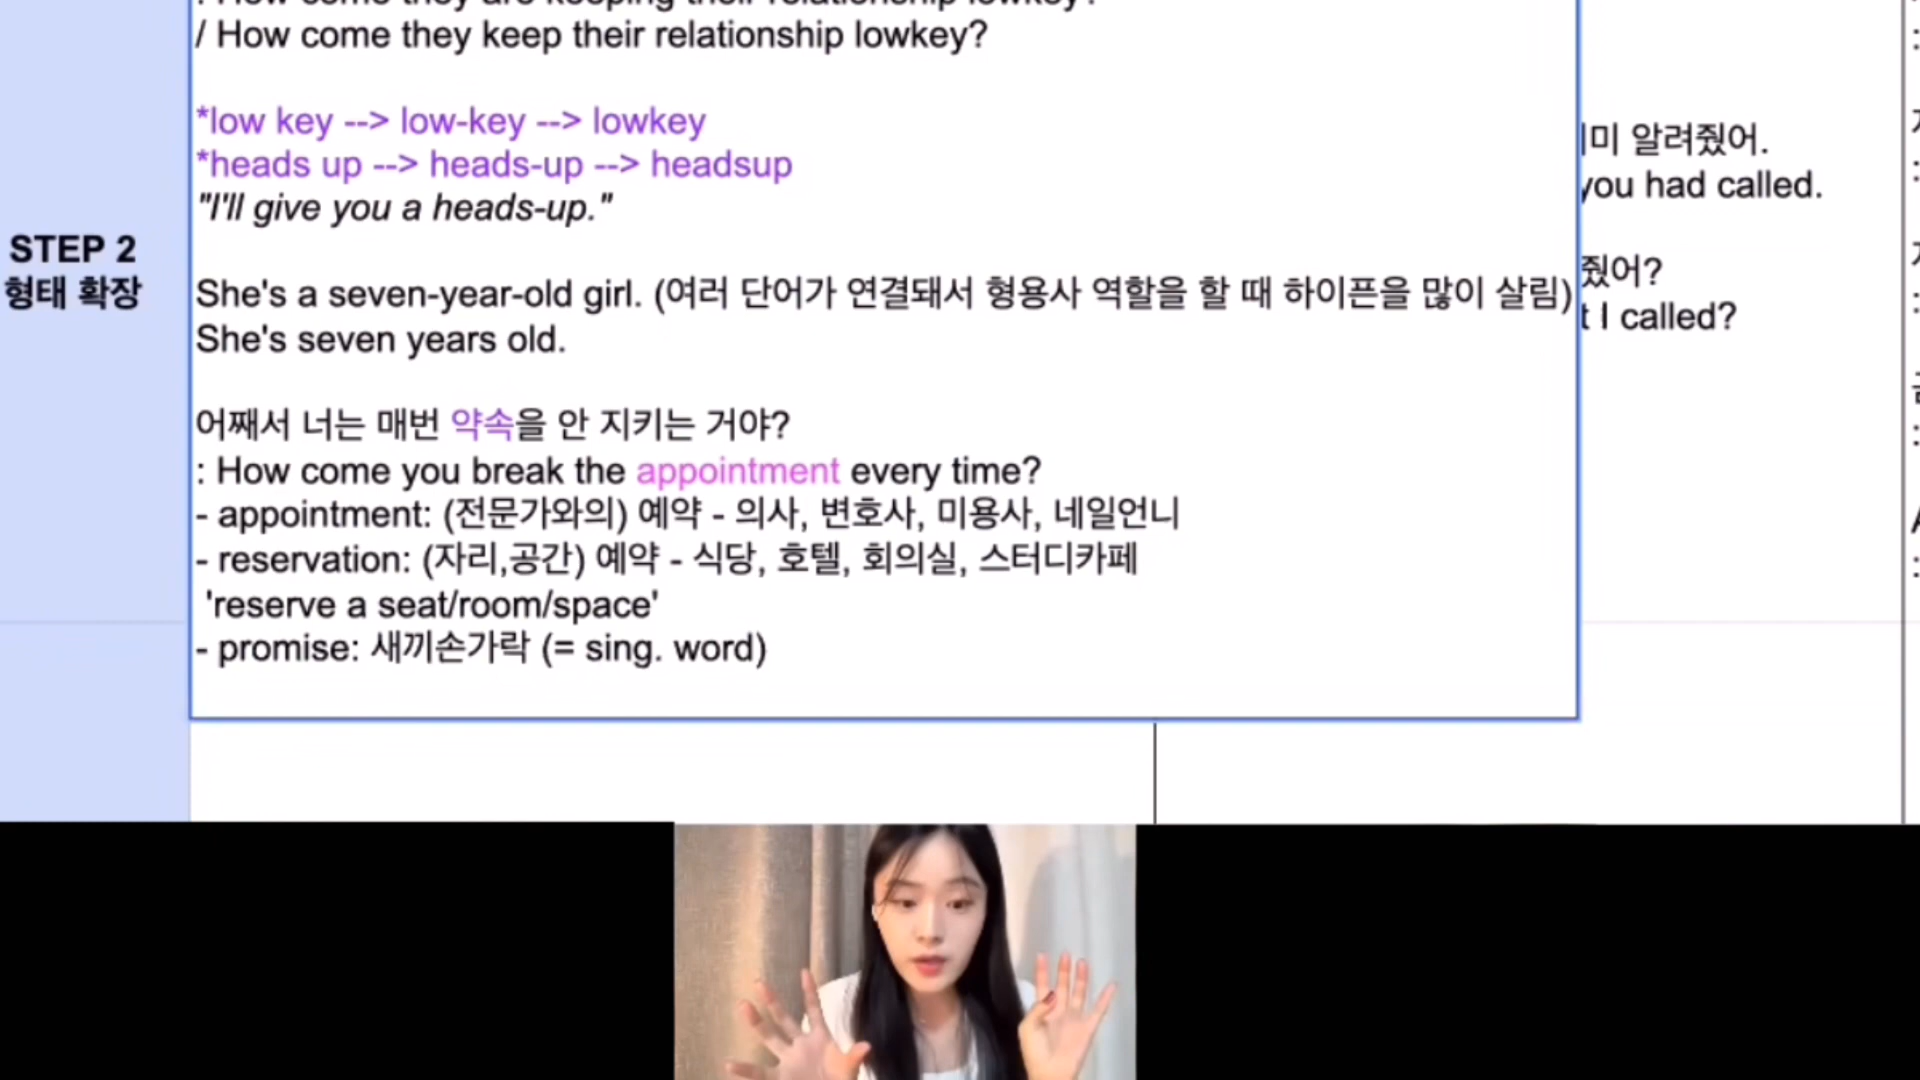 / How come they keep their relationship lowkey?
*low key --> low-key --> lowkey
*heads up --> heads-up --> headsup
"I'll give you a heads-up."
STEP 2
형태 확장
She's a seven-year-old girl. (여러 단어가 연결돼서 형용사 역할을 할 때 하이픈을 많이 살림)
She's seven years old.
어째서 너는 매번 약속을 안 지키는 거야?
: How come you break the appointment every time?
- appointment: (전문가와의) 예약 - 의사, 변호사, 미용사, 네일언니
- reservation: (자리,공간) 예약 - 식당, 호텔, 회의실, 스터디카페
'reserve a seat/room/space'
- promise: 새끼손가락 (= sing. word)
미 알려줬어.
you had called.
줬어?
t I called?